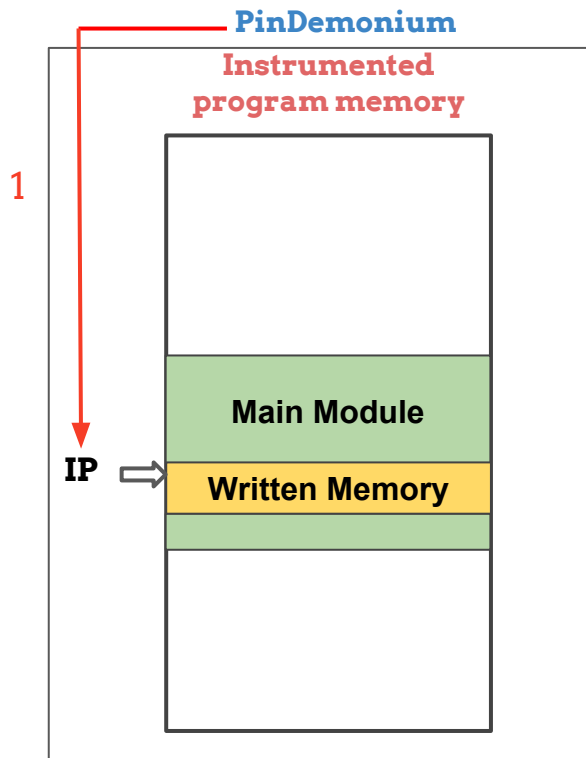 PinDemonium
Instrumented
program memory
1
Main Module
IP
Written Memory